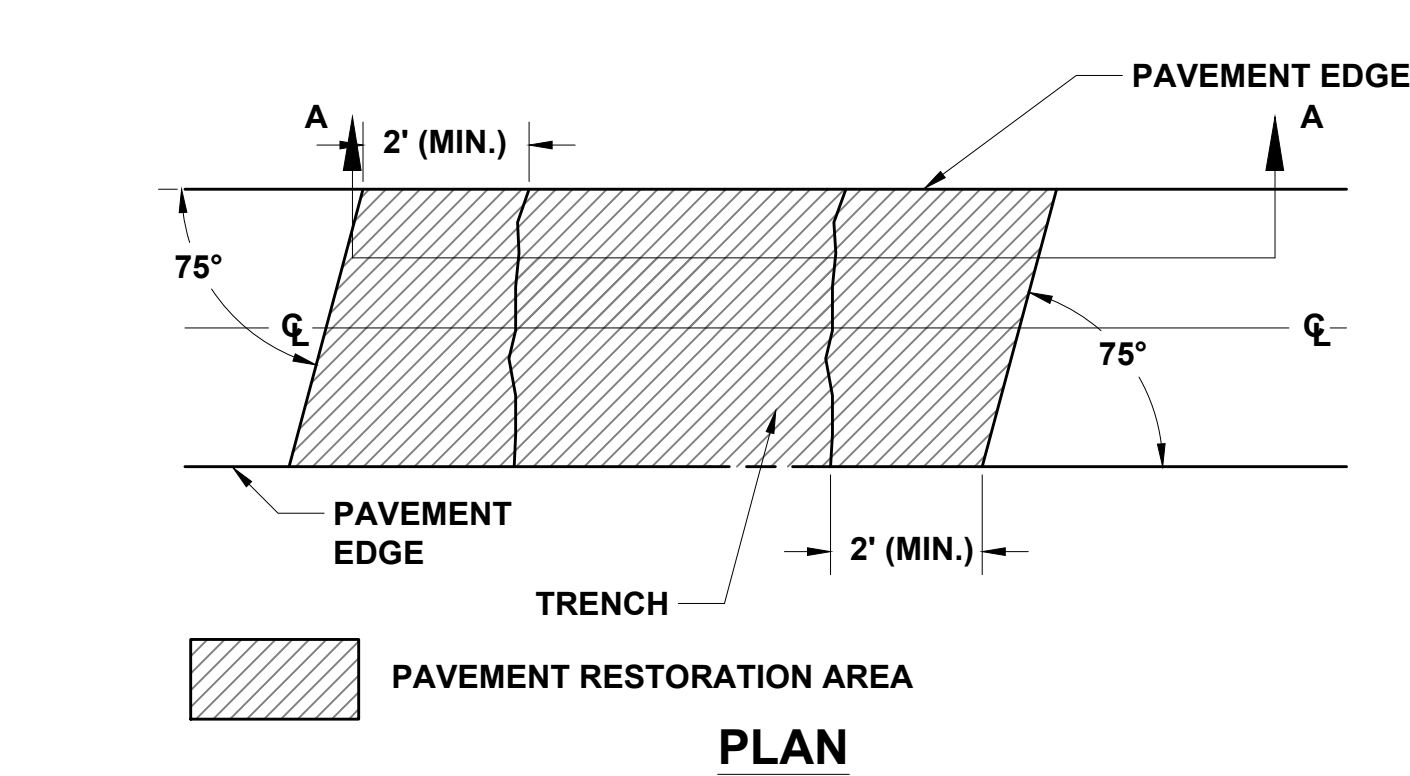 PAVEMENT EDGE
A
2' (MIN.)
A
75°
℄
℄
75°
PAVEMENT
EDGE
2' (MIN.)
TRENCH
PAVEMENT RESTORATION AREA
PLAN